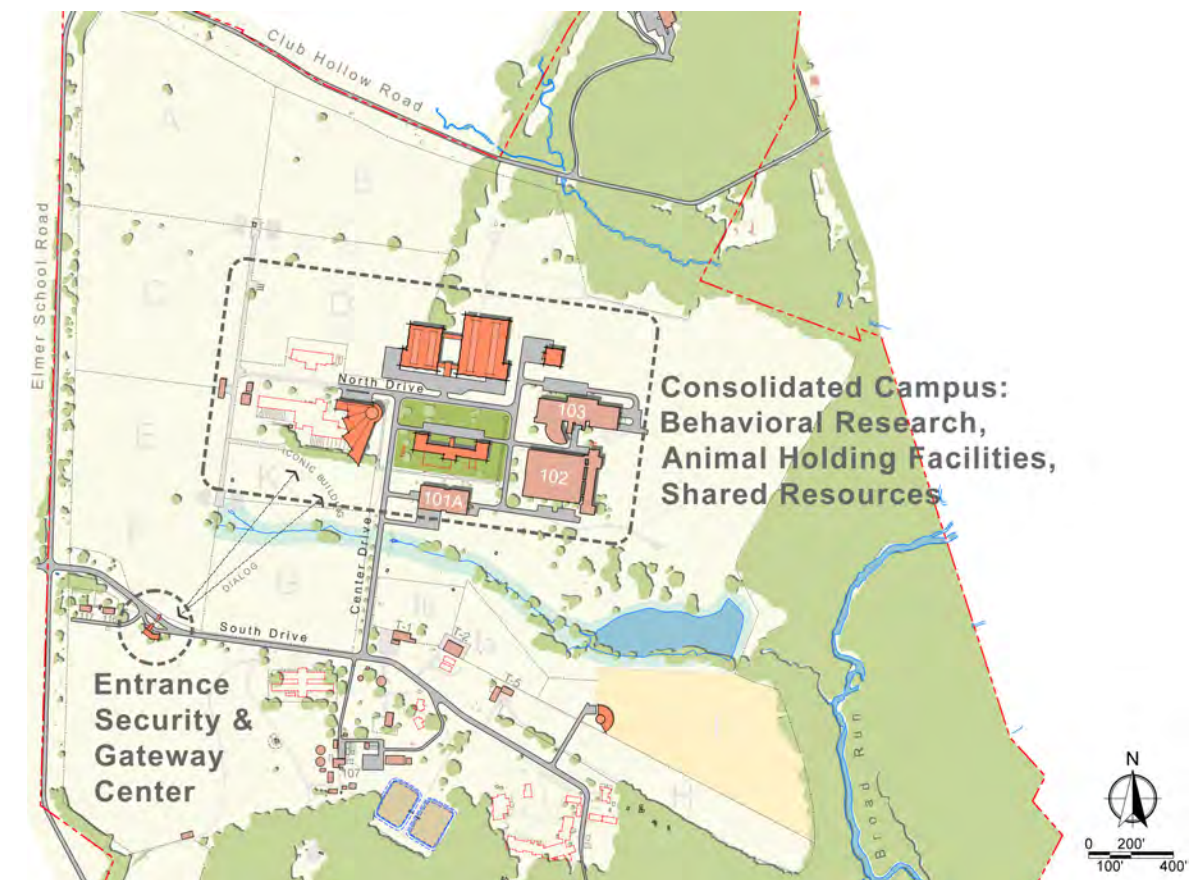 Club Hollow Road
A
B
Elmer School Road
C
D
North Drive
103
Consolidated Campus:
Behavioral Research,
Animal Holding Facilities,
Shared Resources
E
K
ICONIC BUILDING
102
101A
F
Center Drive
DIALOG
G
South Drive
T-1
T-2
T-5
Entrance
Security &
Gateway
Center
107
H
Broad Run
N
0 200'
100' 400'